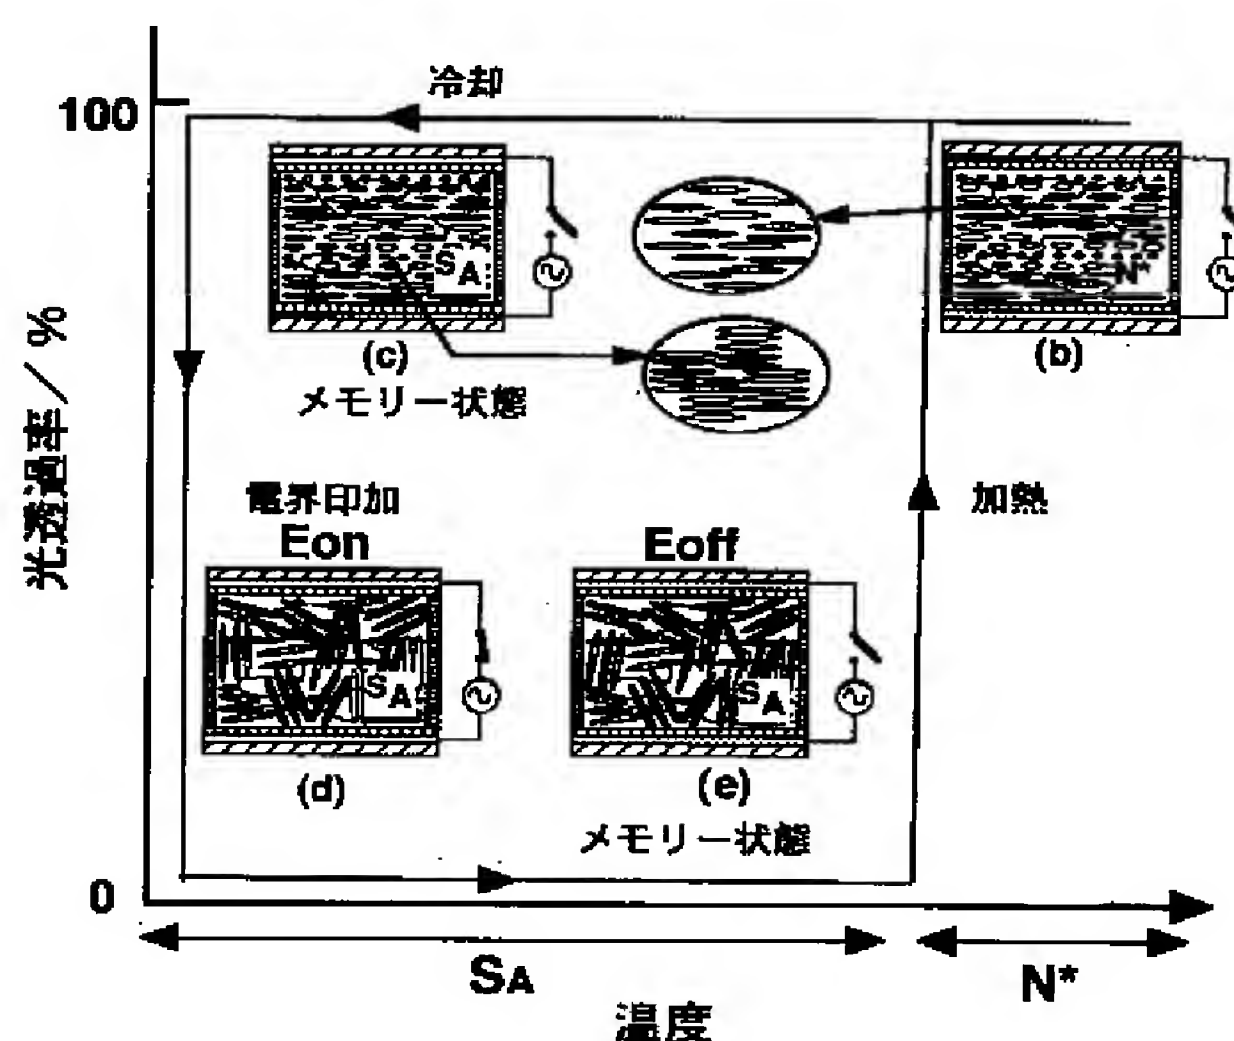 冷却
100
SA
N*
(c)
(b)
メモリー状態
光透過率/%
電界印加
加熱
Eon
Eoff
SA
SA
(d)
(e)
メモリー状態
0
SA
N*
温度